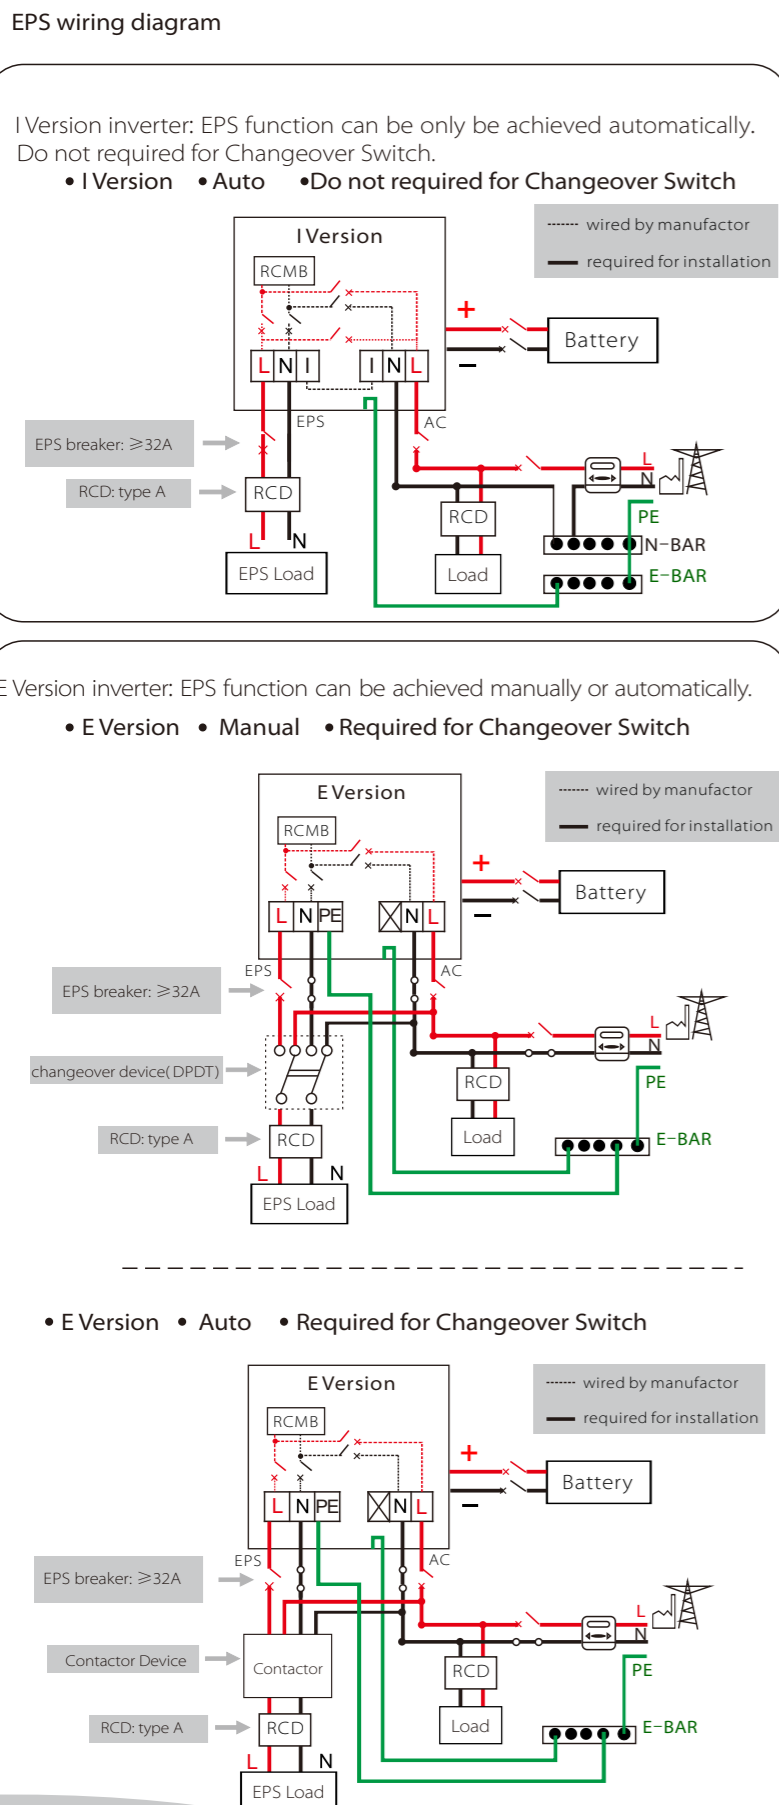 EPS wiring diagram
I Version inverter: EPS function can be only be achieved automatically.
Do not required for Changeover Switch.
• I Version • Auto •Do not required for Changeover Switch
I Version
wired by manufactor
required for installation
RCMB
+
Battery
−
L N I I N L
EPS AC
EPS breaker: ≥32A
RCD: type A
RCD
RCD
L
N
PE
L N
N-BAR
EPS Load
Load
E-BAR
E Version inverter: EPS function can be achieved manually or automatically.
• E Version • Manual • Required for Changeover Switch
E Version
wired by manufactor
required for installation
RCMB
+
Battery
−
L N PE N L
EPS AC
EPS breaker: ≥32A
L
N
changeover device( DPDT)
RCD
PE
RCD: type A
RCD
Load
E-BAR
L N
EPS Load
• E Version • Auto • Required for Changeover Switch
E Version
wired by manufactor
required for installation
RCMB
+
Battery
−
L N PE N L
EPS AC
EPS breaker: ≥32A
L
N
Contactor Device
Contactor
RCD
PE
RCD: type A
RCD
Load
E-BAR
L N
EPS Load